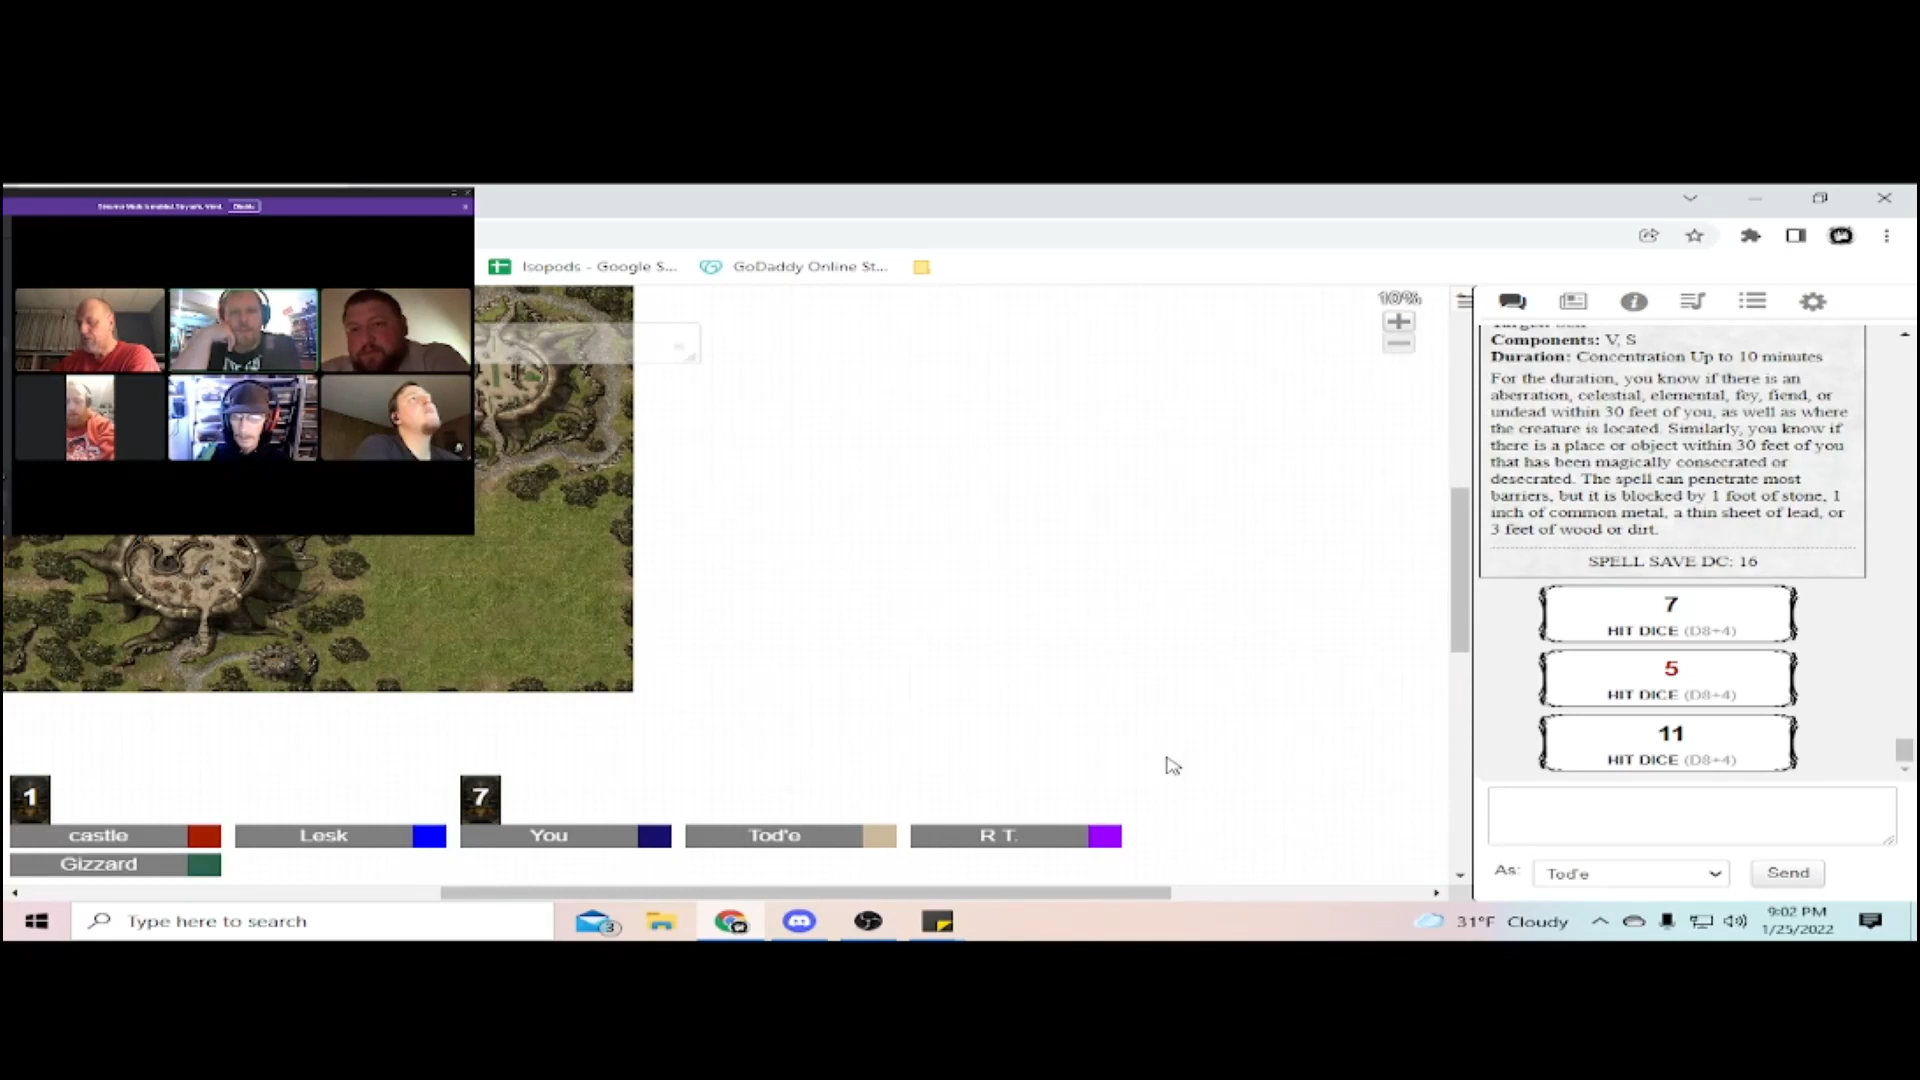 Isopods - Google S...
GoDaddy Online St...
10%
Components: V, S
Duration: Concentration Up to 10 minutes
For the duration, you know if there is an
aberration, celestial, elemental, fey, fiend, or
undead within 30 feet of you, as well as where
the creature is located. Similarly, you know if
there is a place or object within 30 feet of you
that has been magically consecrated or
desecrated. The spell can penetrate most
barriers, but it is blocked by 1 foot of stone, 1
inch of common metal, a thin sheet of lead, or
3 feet of wood or dirt.
SPELL SAVE DC: 16
7
HIT DICE (D8+4)
5
HIT DICE (D8+4)
11
HIT DICE (D8+4)
1
7
castle
Lesk
You
Tod'e
R T.
Gizzard
As:
Tod'e
Send
Type here to search
3
31°F Cloudy
9:02 PM
1/25/2022